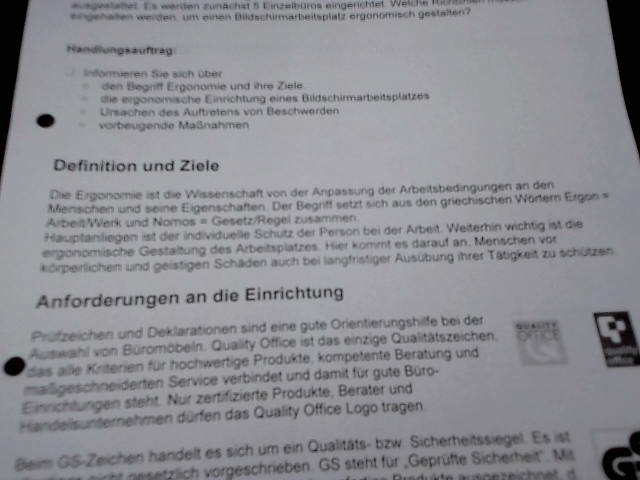 ausgestattet. Es werden zunächst 5 Einzelbüros eingerichtet. Welche Richtlinien müssen
eingehalten werden, um einen Bildschirmarbeitsplatz ergonomisch gestalten?
Handlungsauftrag:
Informieren Sie sich über
den Begriff Ergonomie und ihre Ziele.
die ergonomische Einrichtung eines Bildschirmarbeitsplatzes
Ursachen des Auftretens von Beschwerden
vorbeugende Maßnahmen
Definition und Ziele
Die Ergonomie ist die Wissenschaft von der Anpassung der Arbeitsbedingungen an den
Menschen und seine Eigenschaften. Der Begriff setzt sich aus den griechischen Wörtern Ergon =
Arbeit/Werk und Nomos = Gesetz/Regel zusammen.
Hauptanliegen ist der individuelle Schutz der Person bei der Arbeit. Weiterhin wichtig ist die
ergonomische Gestaltung des Arbeitsplatzes. Hier kommt es darauf an, Menschen vor
körperlichen und geistigen Schäden auch bei langfristiger Ausübung ihrer Tätigkeit zu schützen.
Anforderungen an die Einrichtung
Prüfzeichen und Deklarationen sind eine gute Orientierungshilfe bei der
Auswahl von Büromöbeln. Quality Office ist das einzige Qualitätszeichen,
das alle Kriterien für hochwertige Produkte, kompetente Beratung und
maßgeschneiderten Service verbindet und damit für gute Büro-
Einrichtungen steht. Nur zertifizierte Produkte, Berater und
Handelsunternehmen dürfen das Quality Office Logo tragen.
QUALITY
OFFICE
Beim GS-Zeichen handelt es sich um ein Qualitäts- bzw. Sicherheitssiegel. Es ist
nicht gesetzlich vorgeschrieben. GS steht für „Geprüfte Sicherheit". Mit
Produkte ausgezeichnet, d
GS